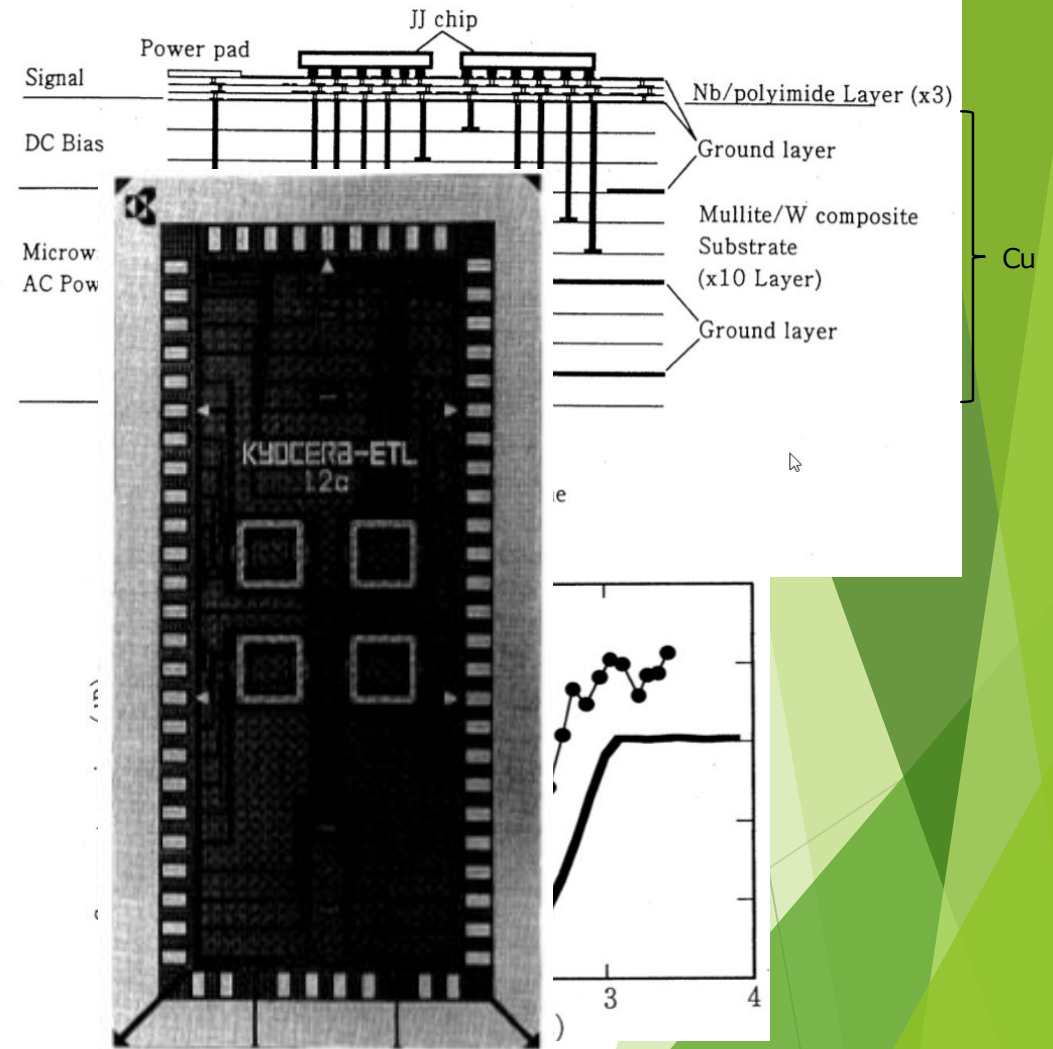 JJ chip
Power pad
Signal
Nb/polyimide Layer (x3)
DC Bias
Ground layer
Mullite/W composite
Substrate
(x10 Layer)
Microw
AC Pow
Cu
Ground layer
KYOCERa-ETL
12c
3
4
)